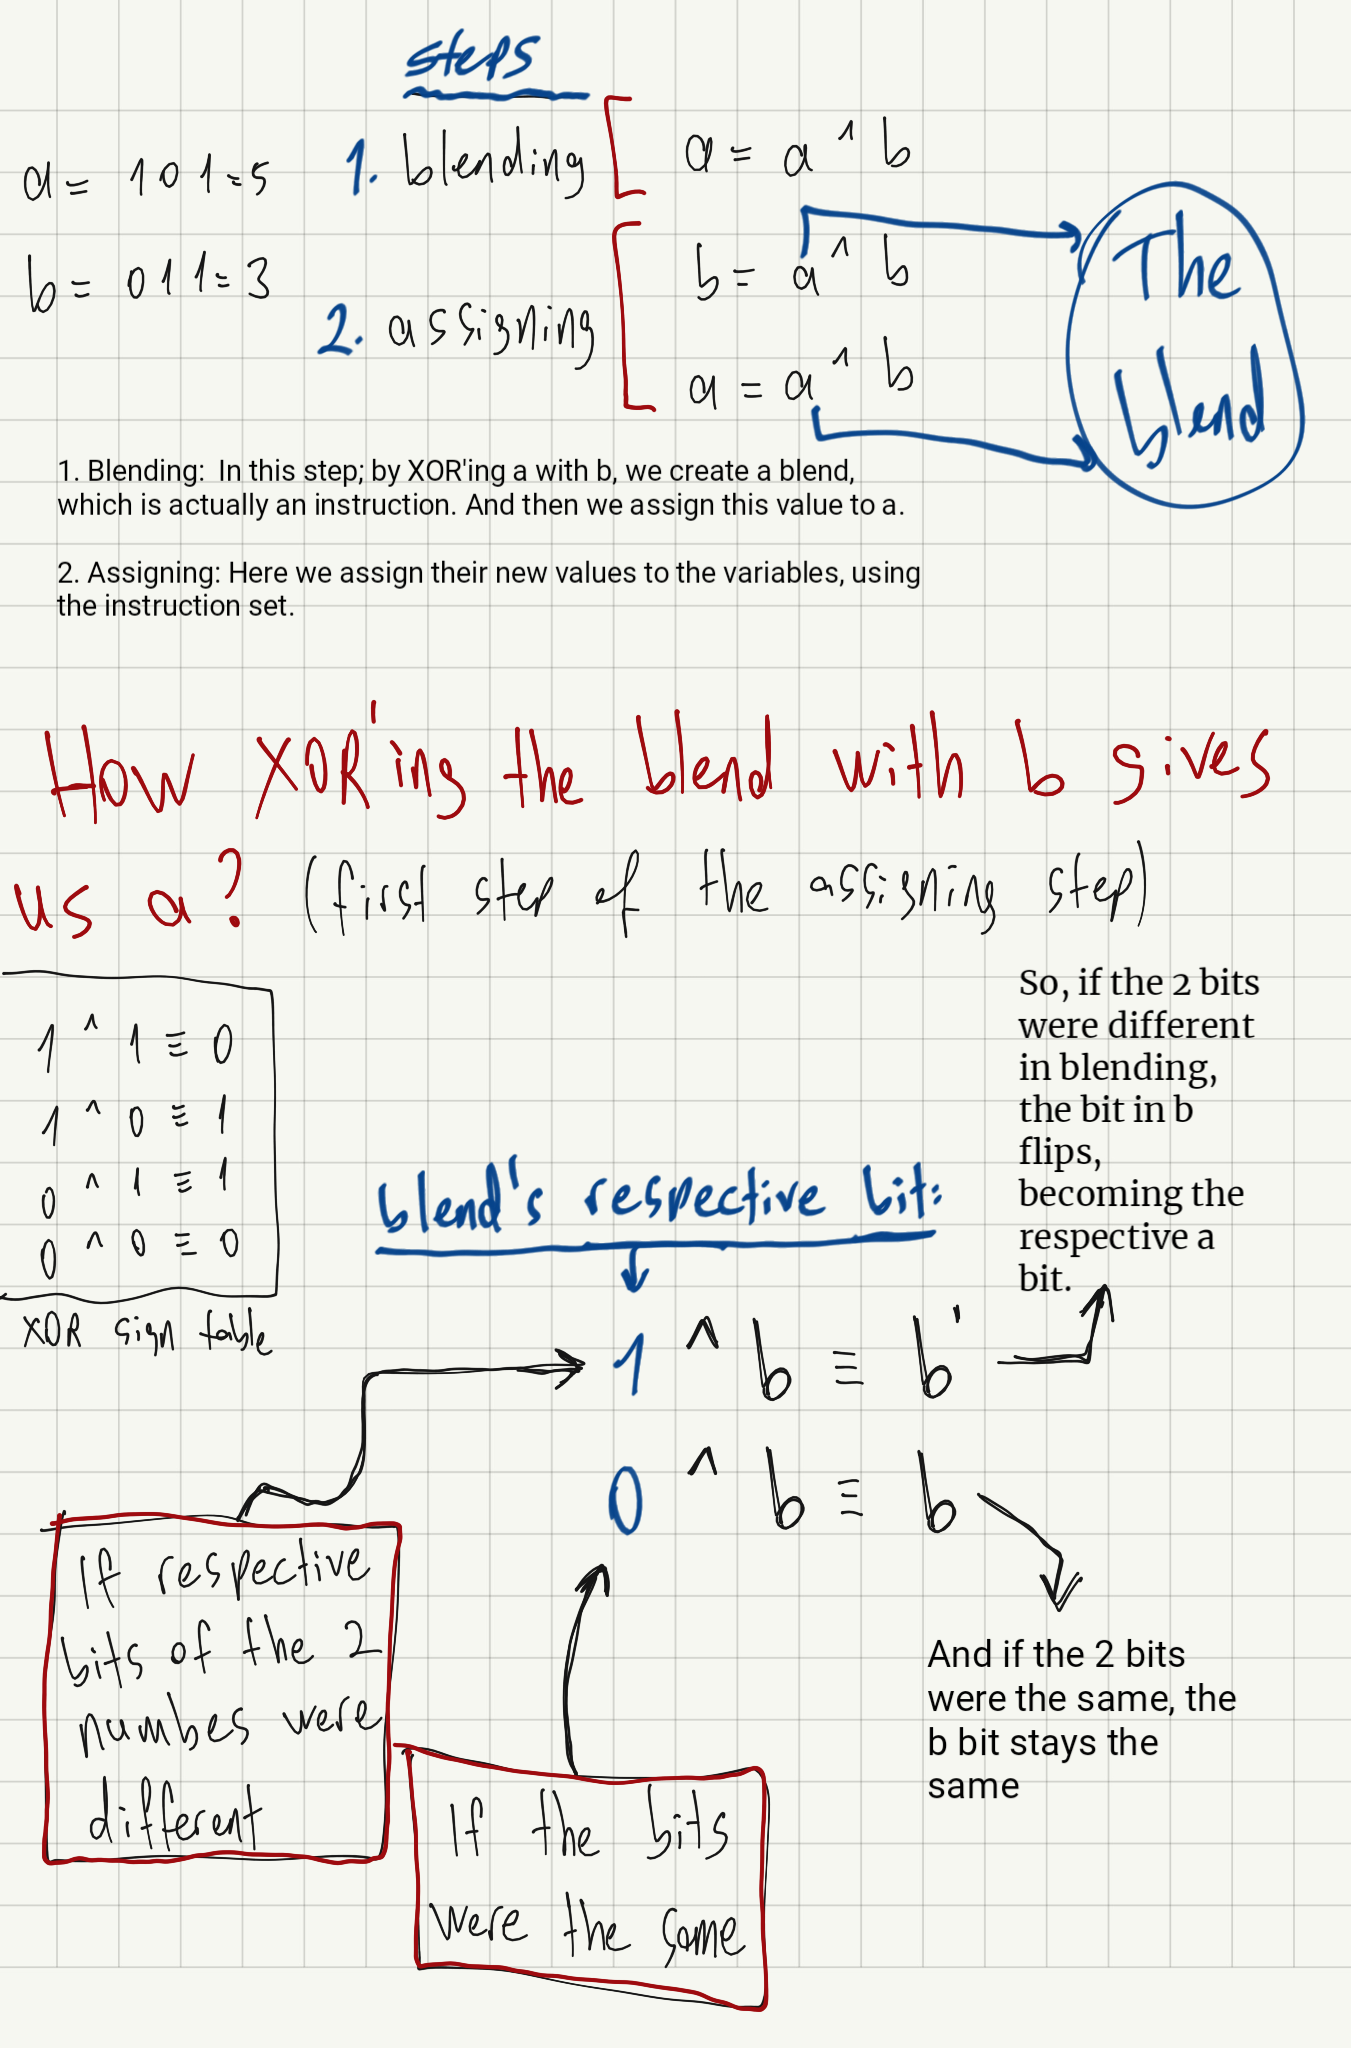 steps
a = 101=5
b = 011=3
1. blending
a = a ^ b
2. assigning
b = a ^ b
a = a ^ b
The
blend
1. Blending:  In this step; by XOR'ing a with b, we create a blend,
which is actually an instruction. And then we assign this value to a.
2. Assigning: Here we assign their new values to the variables, using
the instruction set.
How XOR'ing the blend with b gives
us a? (first step of the assigning step)
1 ^ 1 ≡ 0
1 ^ 0 ≡ 1
0 ^ 1 ≡ 1
0 ^ 0 ≡ 0
XOR sign table
So, if the 2 bits
were different
in blending,
the bit in b
flips,
becoming the
respective a
bit.
blend's respective bit:
1 ^ b ≡ b'
0 ^ b ≡ b
If respective
bits of the 2
numbes were
different
If the bits
were the same
And if the 2 bits
were the same, the
b bit stays the
same